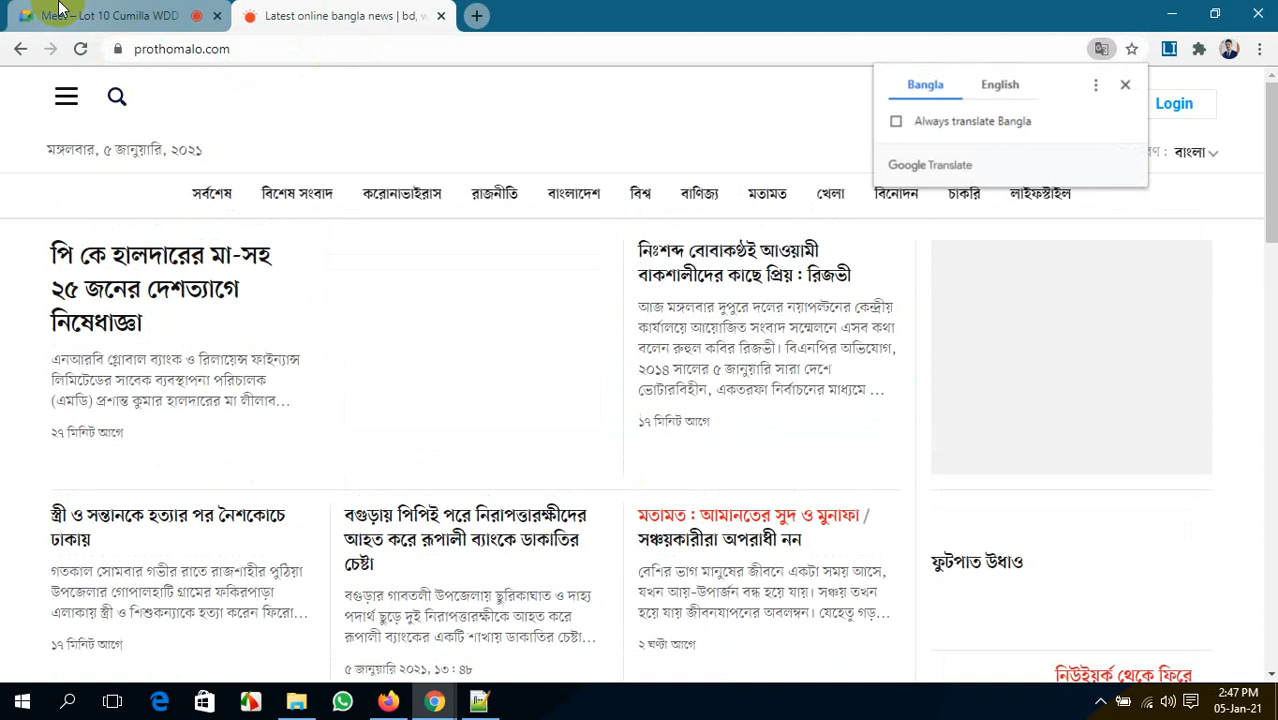 Meet – Lot 10 Cumilla WDD
Latest online bangla news | bd, w
prothomalo.com
Bangla English
Always translate Bangla
Google Translate
Login
মঙ্গলবার, ৫ জানুয়ারি, ২০২১
বাংলা
সর্বশেষ বিশেষ সংবাদ করোনাভাইরাস রাজনীতি বাংলাদেশ বিশ্ব বাণিজ্য মতামত খেলা বিনোদন চাকরি লাইফস্টাইল
পি কে হালদারের মা-সহ
২৫ জনের দেশত্যাগে
নিষেধাজ্ঞা
এনআরবি গ্লোবাল ব্যাংক ও রিলায়েন্স ফাইন্যান্স
লিমিটেডের সাবেক ব্যবস্থাপনা পরিচালক
(এমডি) প্রশান্ত কুমার হালদারের মা লীলাব...
২৭ মিনিট আগে
নিঃশব্দ বোবাকণ্ঠই আওয়ামী
বাকশালীদের কাছে প্রিয় : রিজভী
আজ মঙ্গলবার দুপুরে দলের নয়াপল্টনের কেন্দ্রীয়
কার্যালয়ে আয়োজিত সংবাদ সম্মেলনে এসব কথা
বলেন রুহুল কবির রিজভী। বিএনপির অভিযোগ,
২০১৪ সালের ৫ জানুয়ারি সারা দেশে
ভোটারবিহীন, একতরফা নির্বাচনের মাধ্যমে ...
১৭ মিনিট আগে
স্ত্রী ও সন্তানকে হত্যার পর নৈশকোচে
ঢাকায়
গতকাল সোমবার গভীর রাতে রাজশাহীর পুঠিয়া
উপজেলার গোপালহাটি গ্রামের ফকিরপাড়া
এলাকায় স্ত্রী ও শিশুকন্যাকে হত্যা করেন ফিরো...
১৭ মিনিট আগে
বগুড়ায় পিপিই পরে নিরাপত্তারক্ষীদের
আহত করে রূপালী ব্যাংকে ডাকাতির
চেষ্টা
বগুড়ার গাবতলী উপজেলায় ছুরিকাঘাত ও দাহ্য
পদার্থ ছুড়ে দুই নিরাপত্তারক্ষীকে আহত করে
রূপালী ব্যাংকের একটি শাখায় ডাকাতির চেষ্টা...
৫ জানুয়ারি ২০২১, ১৩ : ৪৮
মতামত : আমানতের সুদ ও মুনাফা /
সঞ্চয়কারীরা অপরাধী নন
বেশির ভাগ মানুষের জীবনে একটা সময় আসে,
যখন আয়-উপার্জন বন্ধ হয়ে যায়। সঞ্চয় তখন
হয়ে যায় জীবনযাপনের অবলম্বন। যেহেতু গড়...
২ ঘণ্টা আগে
ফুটপাত উধাও
নিউইয়র্ক থেকে ফিরে
2:47 PM
05-Jan-21